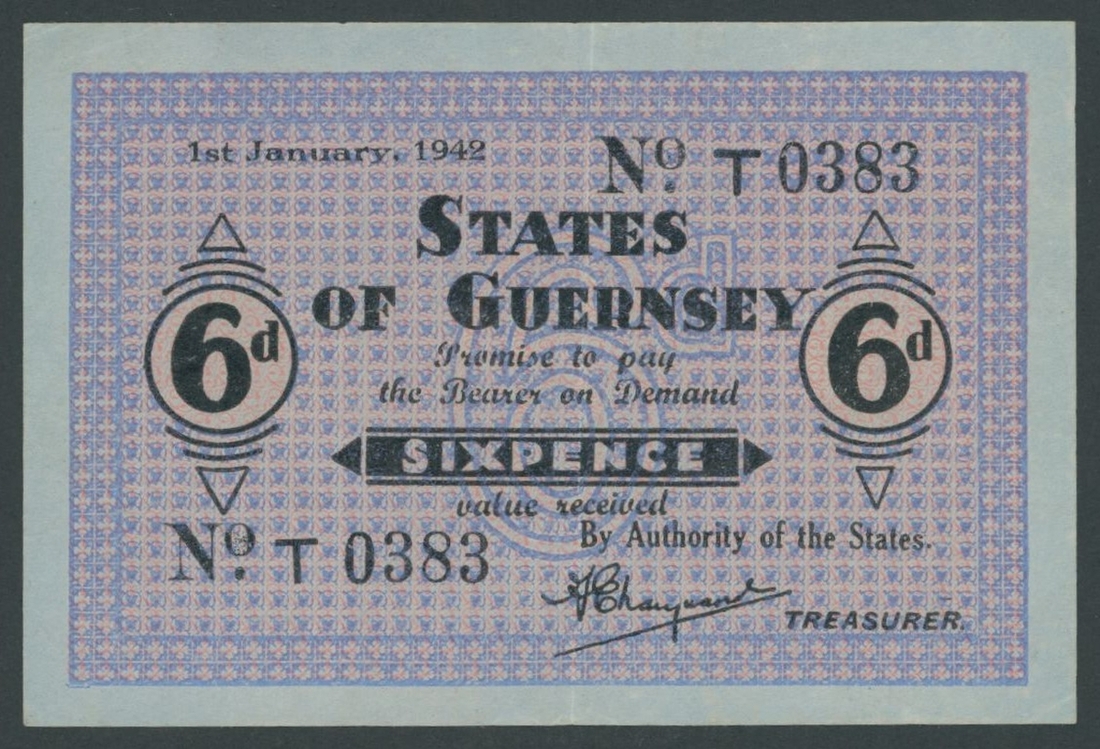 1st January, 1942
Nº. T 0383
STATES
OF GUERNSEY
6d
6d
Promise to pay
the Bearer on Demand
SIXPENCE
value received
By Authority of the States.
Nº. T 0383
TREASURER.
6d